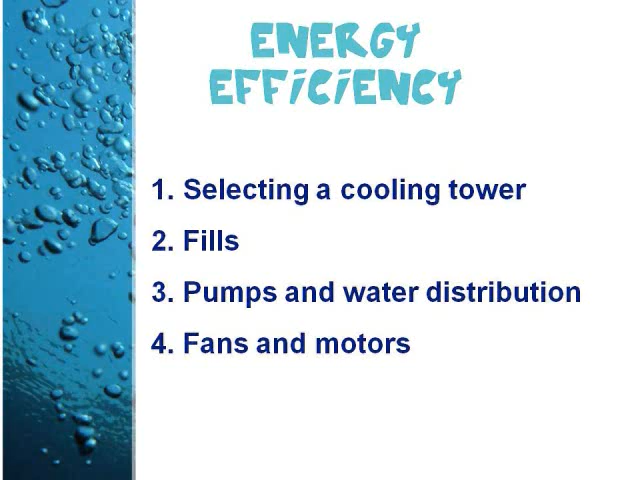 ENERGY
EFFICIENCY
1. Selecting a cooling tower
2. Fills
3. Pumps and water distribution
4. Fans and motors